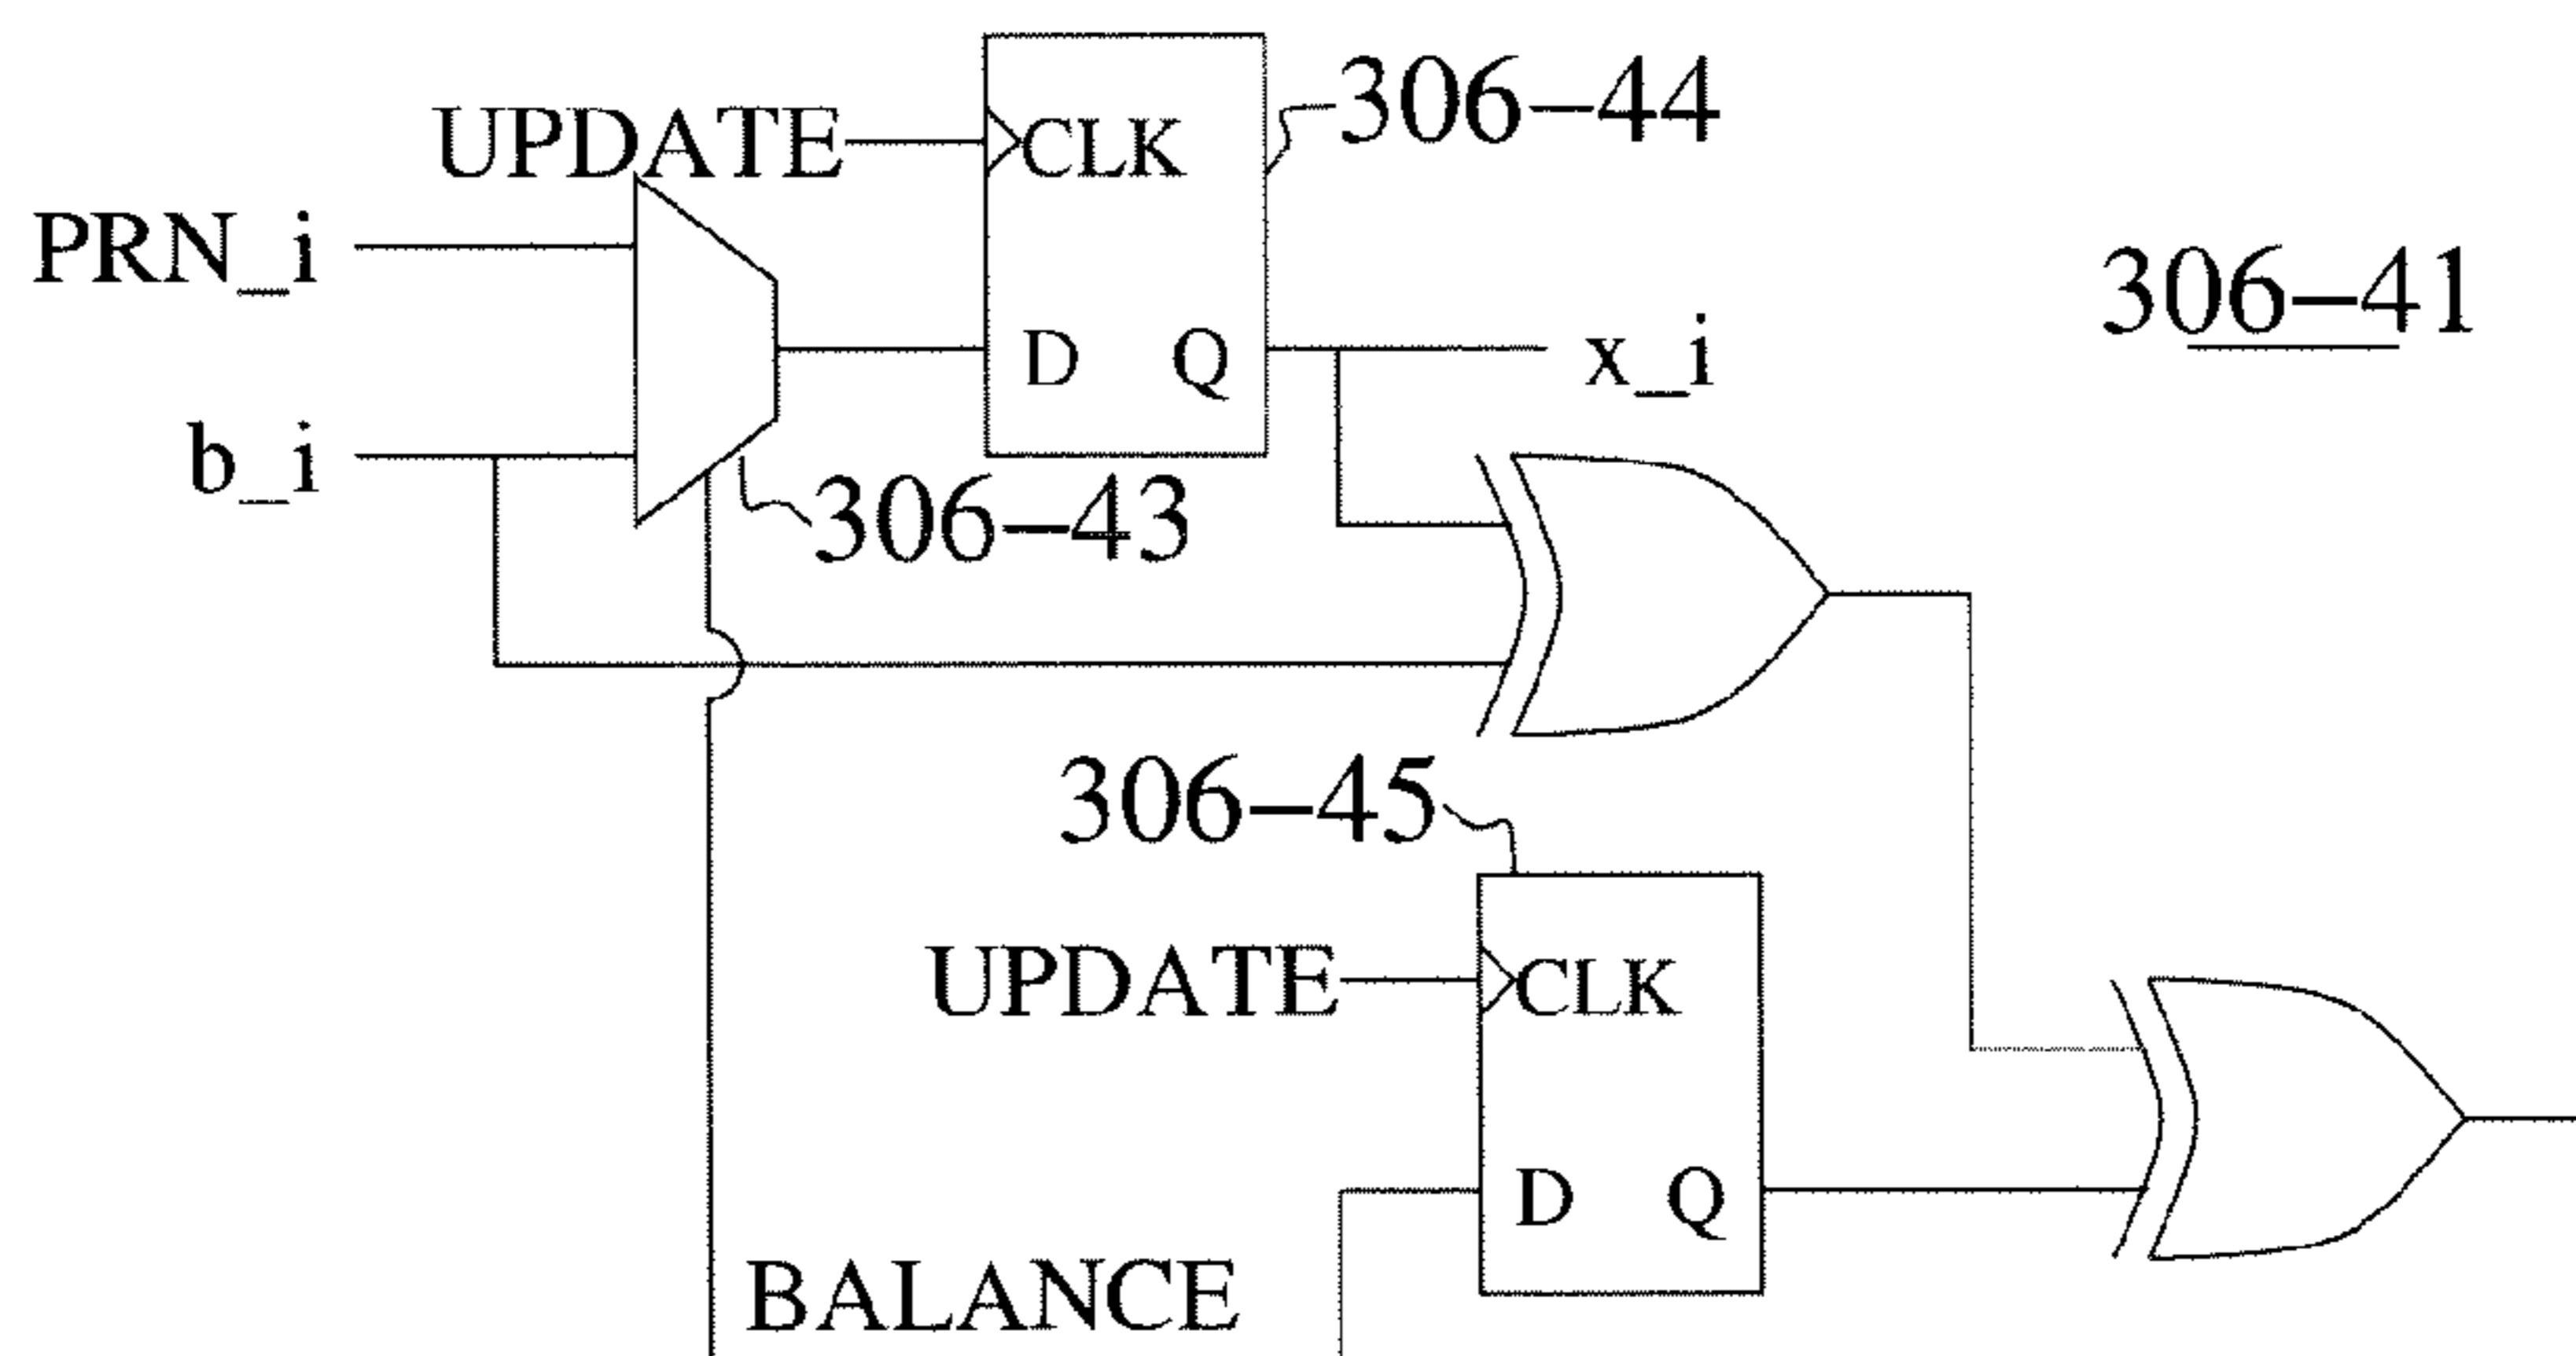 306–44
UPDATE
CLK
PRN_i
306–41
D
Q
x_i
b_i
306–43
306–45
UPDATE
CLK
D
Q
BALANCE